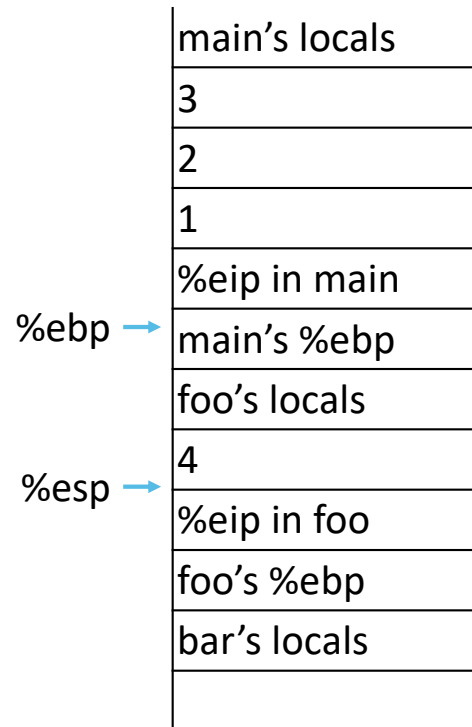 main’s locals
3
2
1
%eip in main
%ebp
main’s %ebp
foo’s locals
4
%esp
%eip in foo
foo’s %ebp
bar’s locals